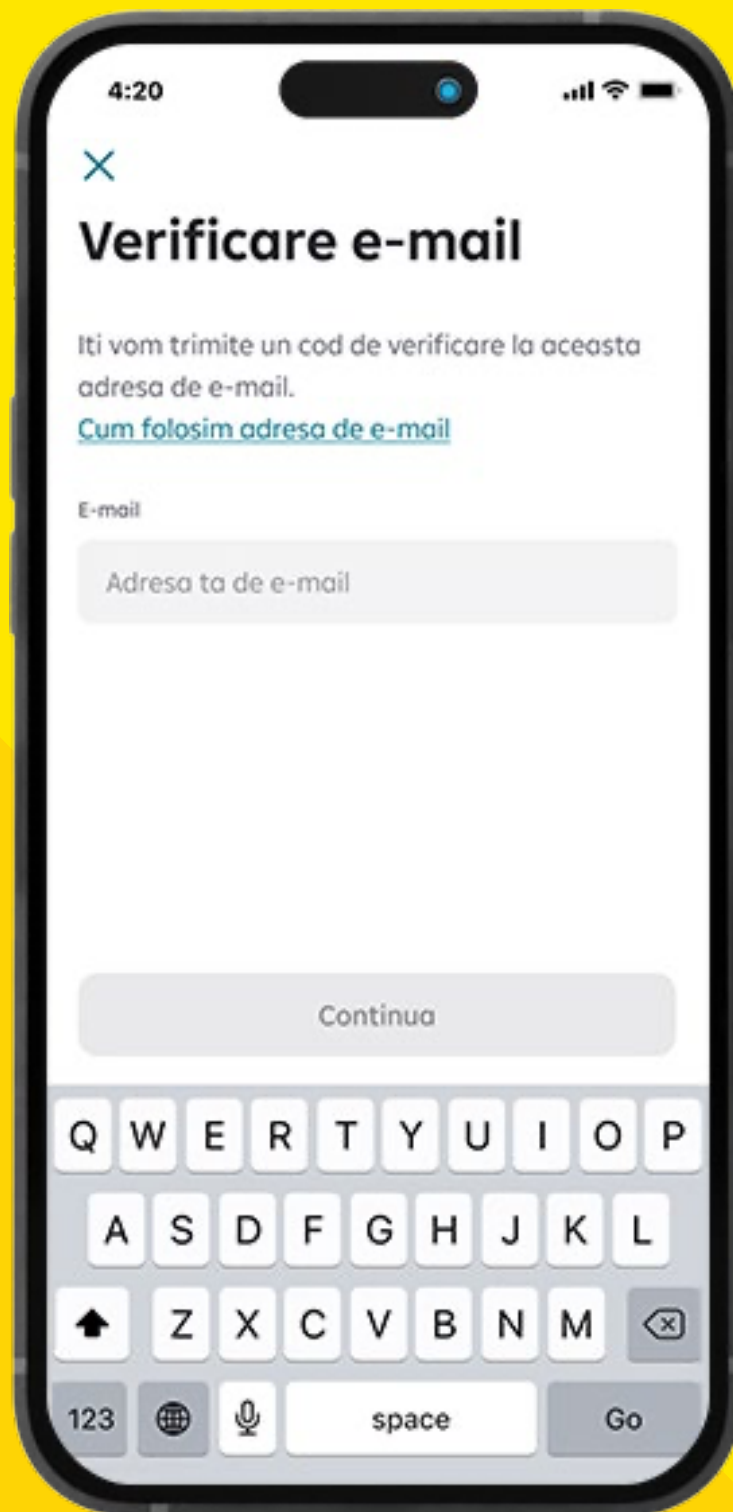 4:20
Verificare e-mail
Iti vom trimite un cod de verificare la aceasta
adresa de e-mail.
Cum folosim adresa de e-mail
E-mail
Adresa ta de e-mail
Continua
Q W E R T Y U I O P
A S D F G H J K L
Z X C V B N M
123 space Go